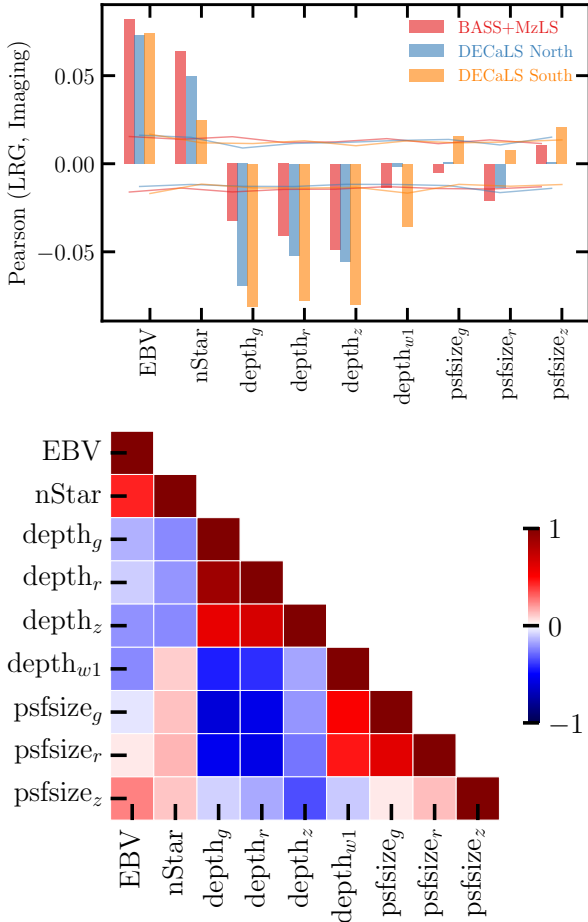 Pearson (LRG, Imaging)
0.05
0.00
−0.05
BASS+MzLS
DECaLS North
DECaLS South
EBV
nStar
depth_g
depth_r
depth_z
depth_w1
psfsize_g
psfsize_r
psfsize_z
EBV
nStar
depth_g
depth_r
depth_z
depth_w1
psfsize_g
psfsize_r
psfsize_z
1
0
−1
EBV
nStar
depth_g
depth_r
depth_z
depth_w1
psfsize_g
psfsize_r
psfsize_z